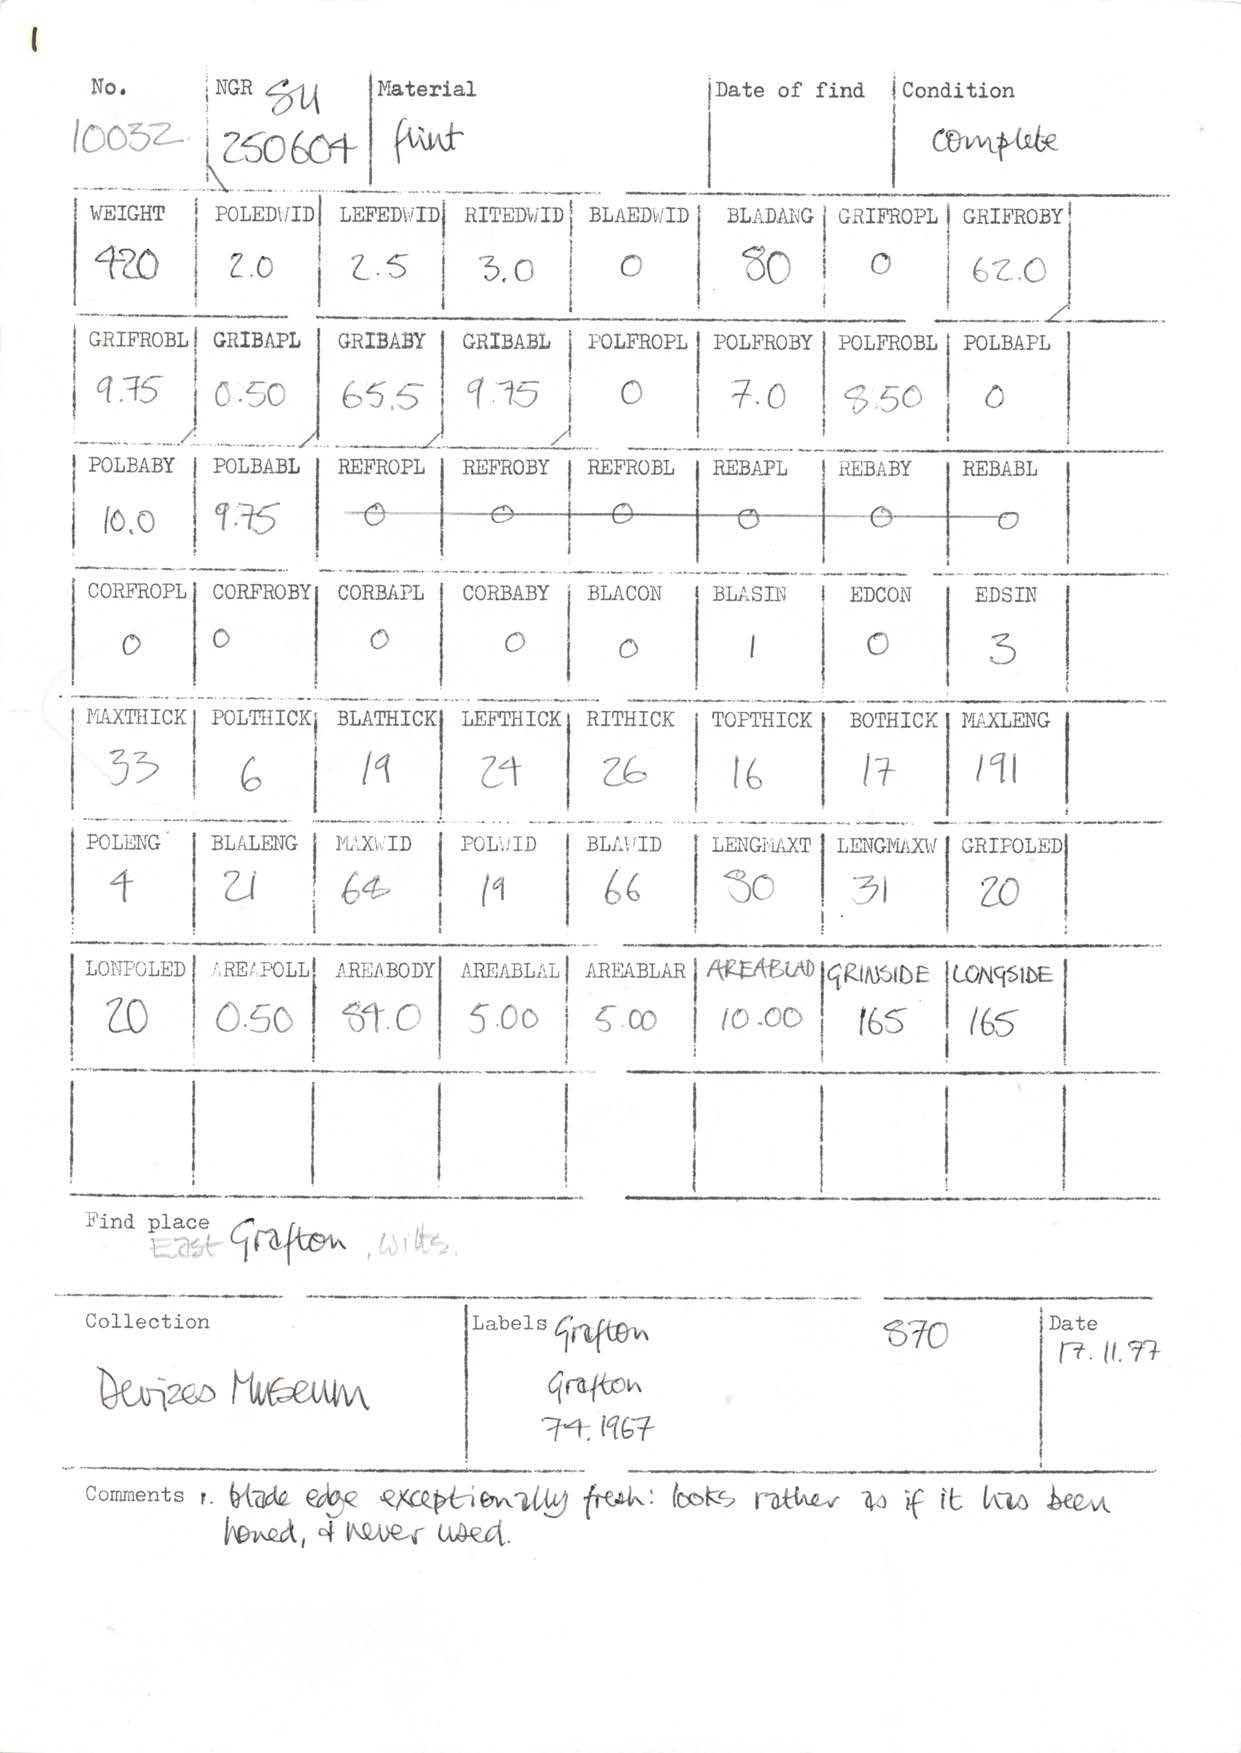 1
No. NGR SU Material Date of find Condition
10032 250604 flint complete
WEIGHT POLEDWID LEFEDWID RITEDWID BLAEDWID BLADANG GRIFROPL GRIFROBY
420 2.0 2.5 3.0 0 80 0 62.0
GRIFROBL GRIBAPL GRIBABY GRIBABL POLFROPL POLFROBY POLFROBL POLBAPL
9.75 0.50 65.5 9.75 0 7.0 8.50 0
POLBABY POLBABL REFROPL REFROBY REFROBL REBAPL REBABY REBABL
10.0 9.75 0 0 0 0 0 0
CORFROPL CORFROBY CORBAPL CORBABY BLACON BLASIN EDCON EDSIN
0 0 0 0 0 1 0 3
MAXTHICK POLTHICK BLATHICK LEFTHICK RITHICK TOPTHICK BOTHICK MAXLENG
33 6 19 24 26 16 17 191
POLENG BLALENG MAXWID POLWID BLAWID LENGMAXT LENGMAXW GRIPOLED
4 21 68 19 66 80 31 20
LONPOLED AREAPOLL AREABODY AREABLAL AREABLAR AREABLAD GRINSIDE LONGSIDE
20 0.50 84.0 5.00 5.00 10.00 165 165
Find place
East Grafton, Wilts.
Collection Labels Grafton 870 Date
17.11.77
Devizes Museum Grafton
74.1967
Comments 1. blade edge exceptionally fresh: looks rather as if it has been
honed, & never used.